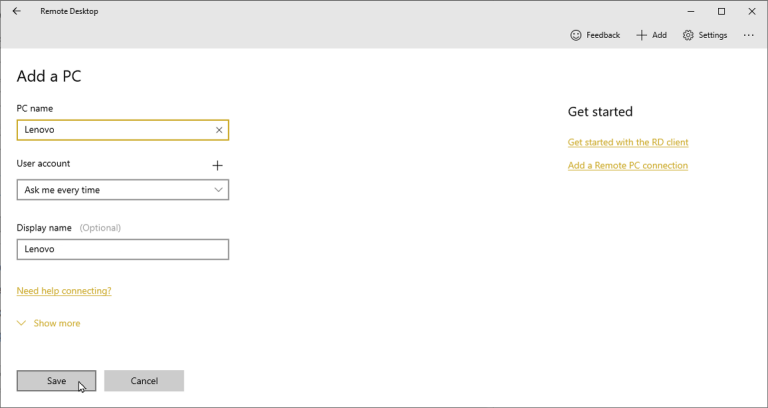 Remote Desktop
Feedback
Add
Settings
Add a PC
PC name
Lenovo
User account
Ask me every time
Display name (Optional)
Lenovo
Need help connecting?
Show more
Save
Cancel
Get started
Get started with the RD client
Add a Remote PC connection